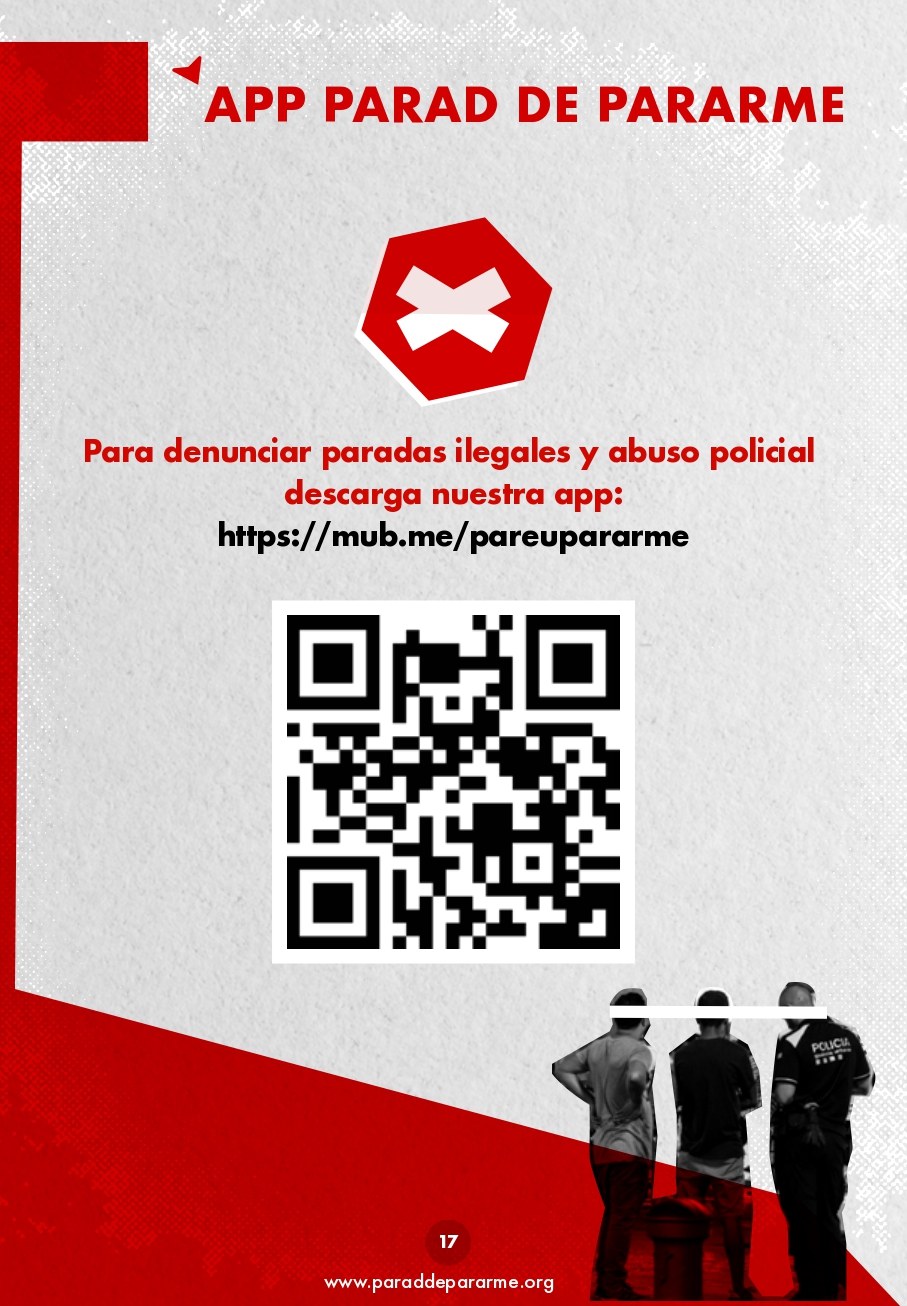 APP PARAD DE PARARME
Para denunciar paradas ilegales y abuso policial
descarga nuestra app:
https://mub.me/pareupararme
POLICIA
17
www.paraddepararme.org